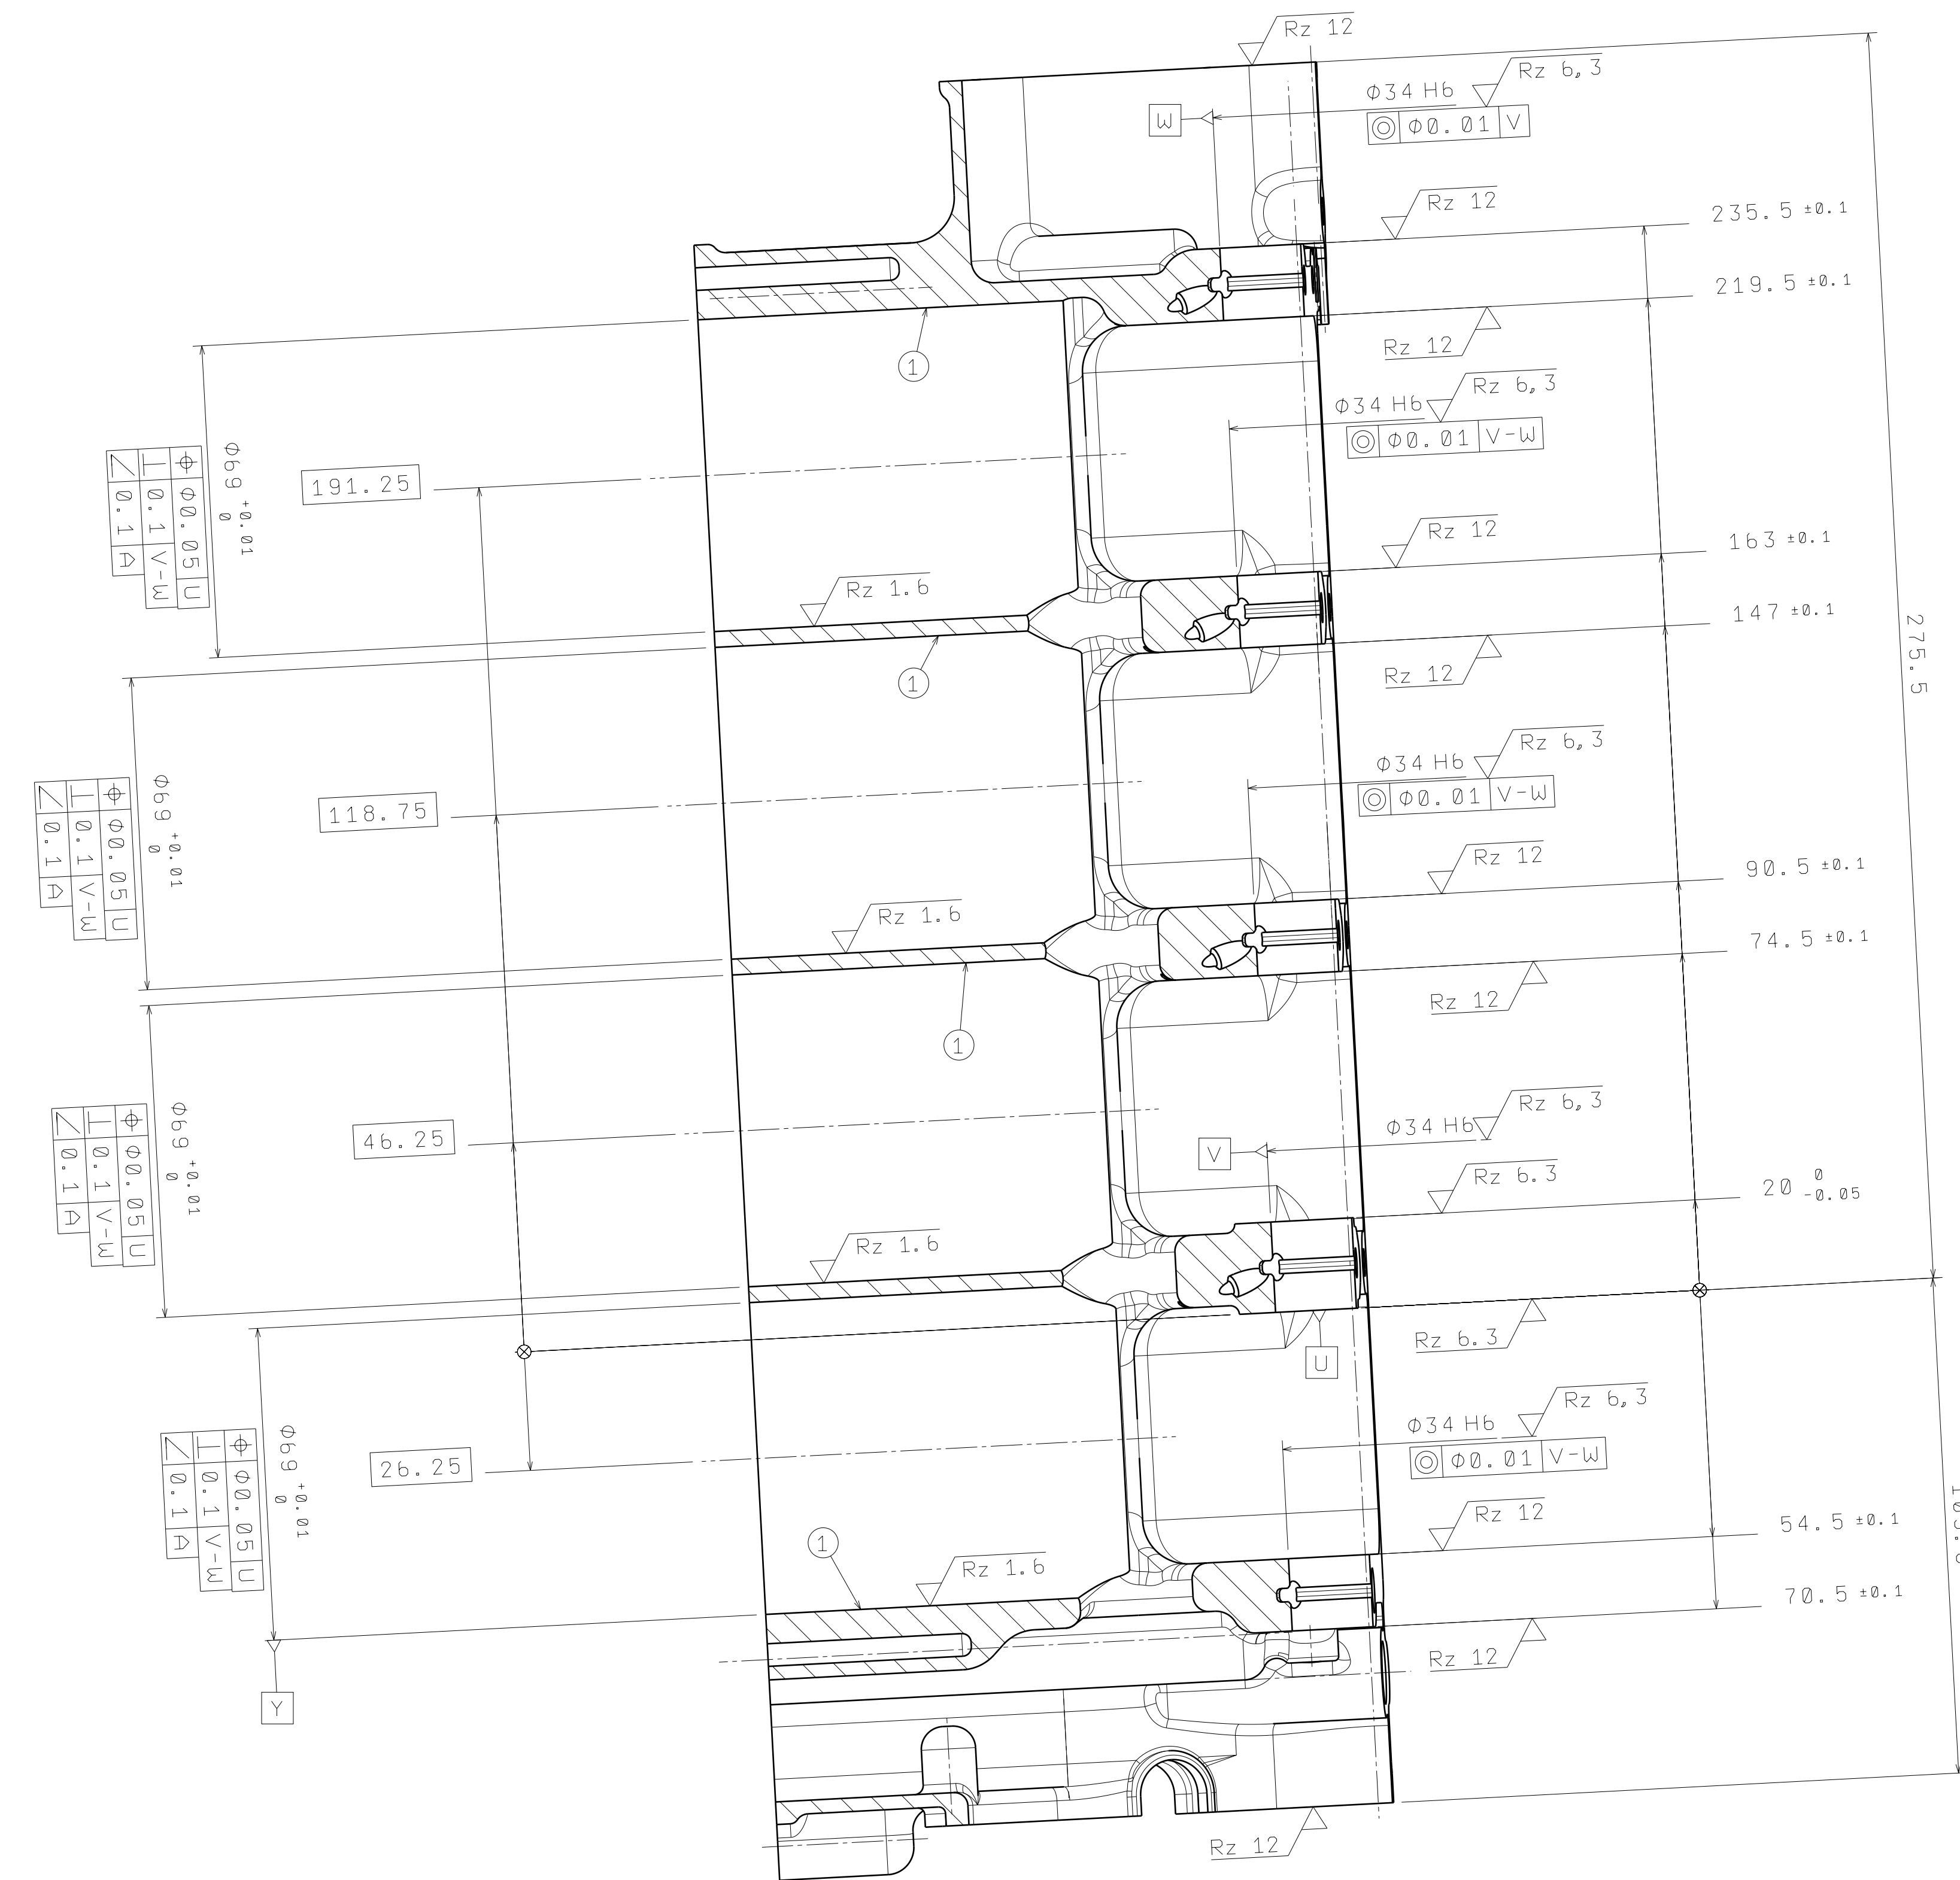 Rz 12
Rz 6,3
Φ34 H6
W
◎ Φ0.01 V
Rz 12
235.5 ±0.1
219.5 ±0.1
Rz 12
1
Rz 6,3
Φ34 H6
◎ Φ0.01 V-W
Φ69 +0.01 0
⌖ Φ0.05 U
⊥ 0.1 V-W
∠ 0.1 A
191.25
Rz 12
163 ±0.1
Rz 1.6
147 ±0.1
275.5
Rz 12
1
Rz 6,3
Φ34 H6
◎ Φ0.01 V-W
Φ69 +0.01 0
⌖ Φ0.05 U
⊥ 0.1 V-W
∠ 0.1 A
118.75
Rz 12
90.5 ±0.1
Rz 1.6
74.5 ±0.1
Rz 12
1
Rz 6,3
Φ34 H6
V
Φ69 +0.01 0
⌖ Φ0.05 U
⊥ 0.1 V-W
∠ 0.1 A
46.25
Rz 6.3
20 0 -0.05
Rz 1.6
Rz 6.3
U
Rz 6,3
Φ34 H6
◎ Φ0.01 V-W
Φ69 +0.01 0
⌖ Φ0.05 U
⊥ 0.1 V-W
∠ 0.1 A
26.25
Rz 12
54.5 ±0.1
1
Rz 1.6
70.5 ±0.1
Rz 12
Y
Rz 12